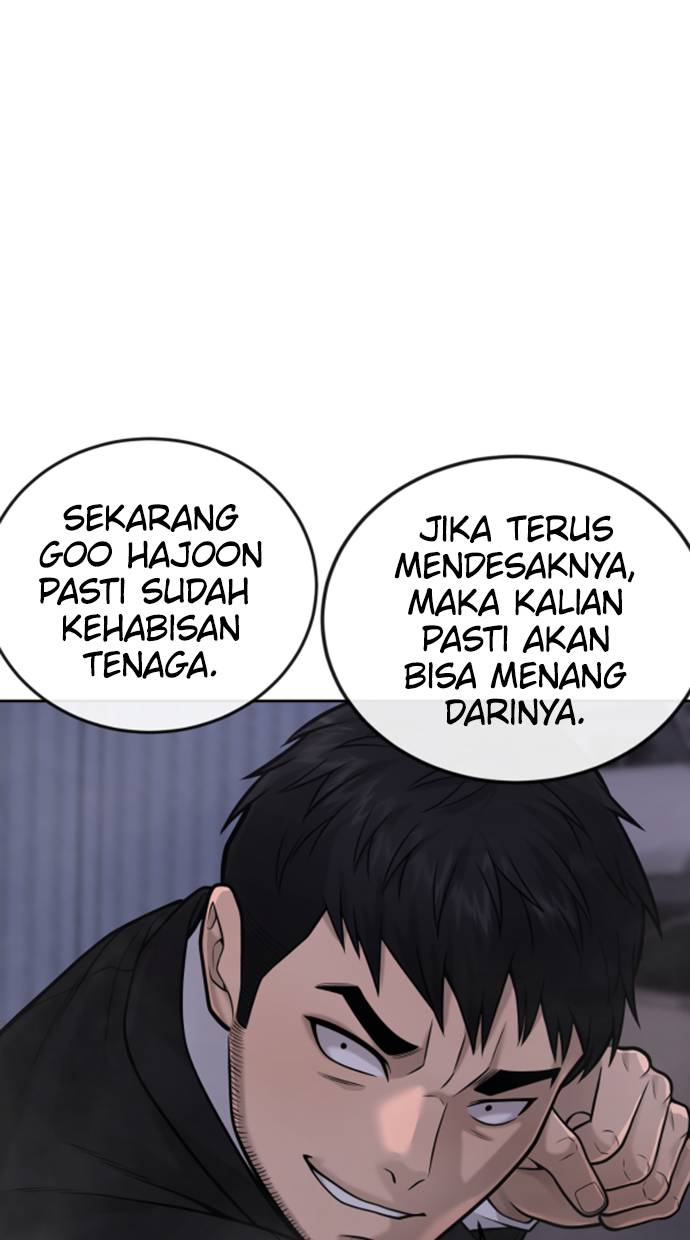 SEKARANG
GOO HAJOON
PASTI SUDAH
KEHABISAN
TENAGA.
JIKA TERUS
MENDESAKNYA,
MAKA KALIAN
PASTI AKAN
BISA MENANG
DARINYA.